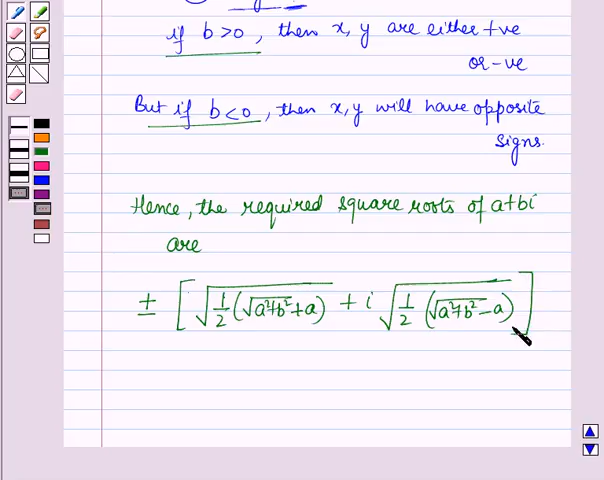 if b > 0, then x, y are either +ve
or -ve
But if b < 0, then x, y will have opposite
signs.
Hence, the required square roots of a+bi
are
± [√(1/2 (√(a²+b²) + a)) + i √(1/2 (√(a²+b²) - a))]